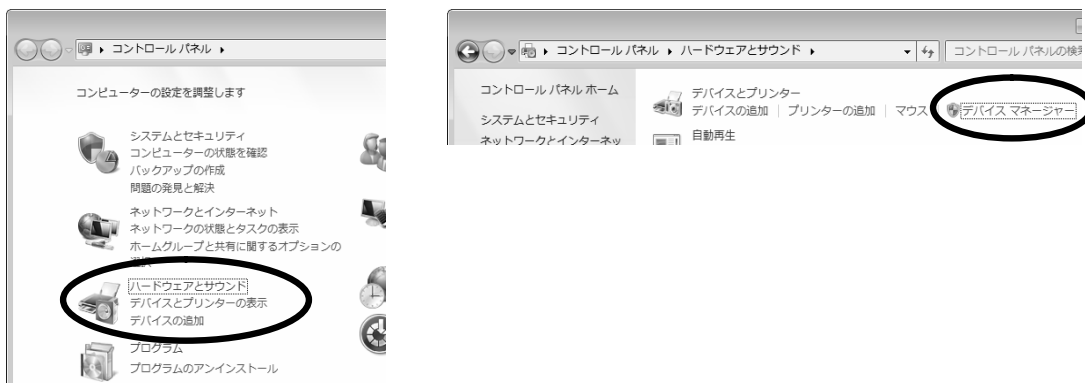 コントロール パネル
コンピューターの設定を調整します
システムとセキュリティ
コンピューターの状態を確認
バックアップの作成
問題の発見と解決
ネットワークとインターネット
ネットワークの状態とタスクの表示
ホームグループと共有に関するオプションの
ハードウェアとサウンド
デバイスとプリンターの表示
デバイスの追加
プログラム
プログラムのアンインストール
コントロール パネル ハードウェアとサウンド コントロール パネルの検
コントロール パネル ホーム
システムとセキュリティ
ネットワークとインターネッ
デバイスとプリンター
デバイスの追加 | プリンターの追加 | マウス デバイス マネージャー
自動再生